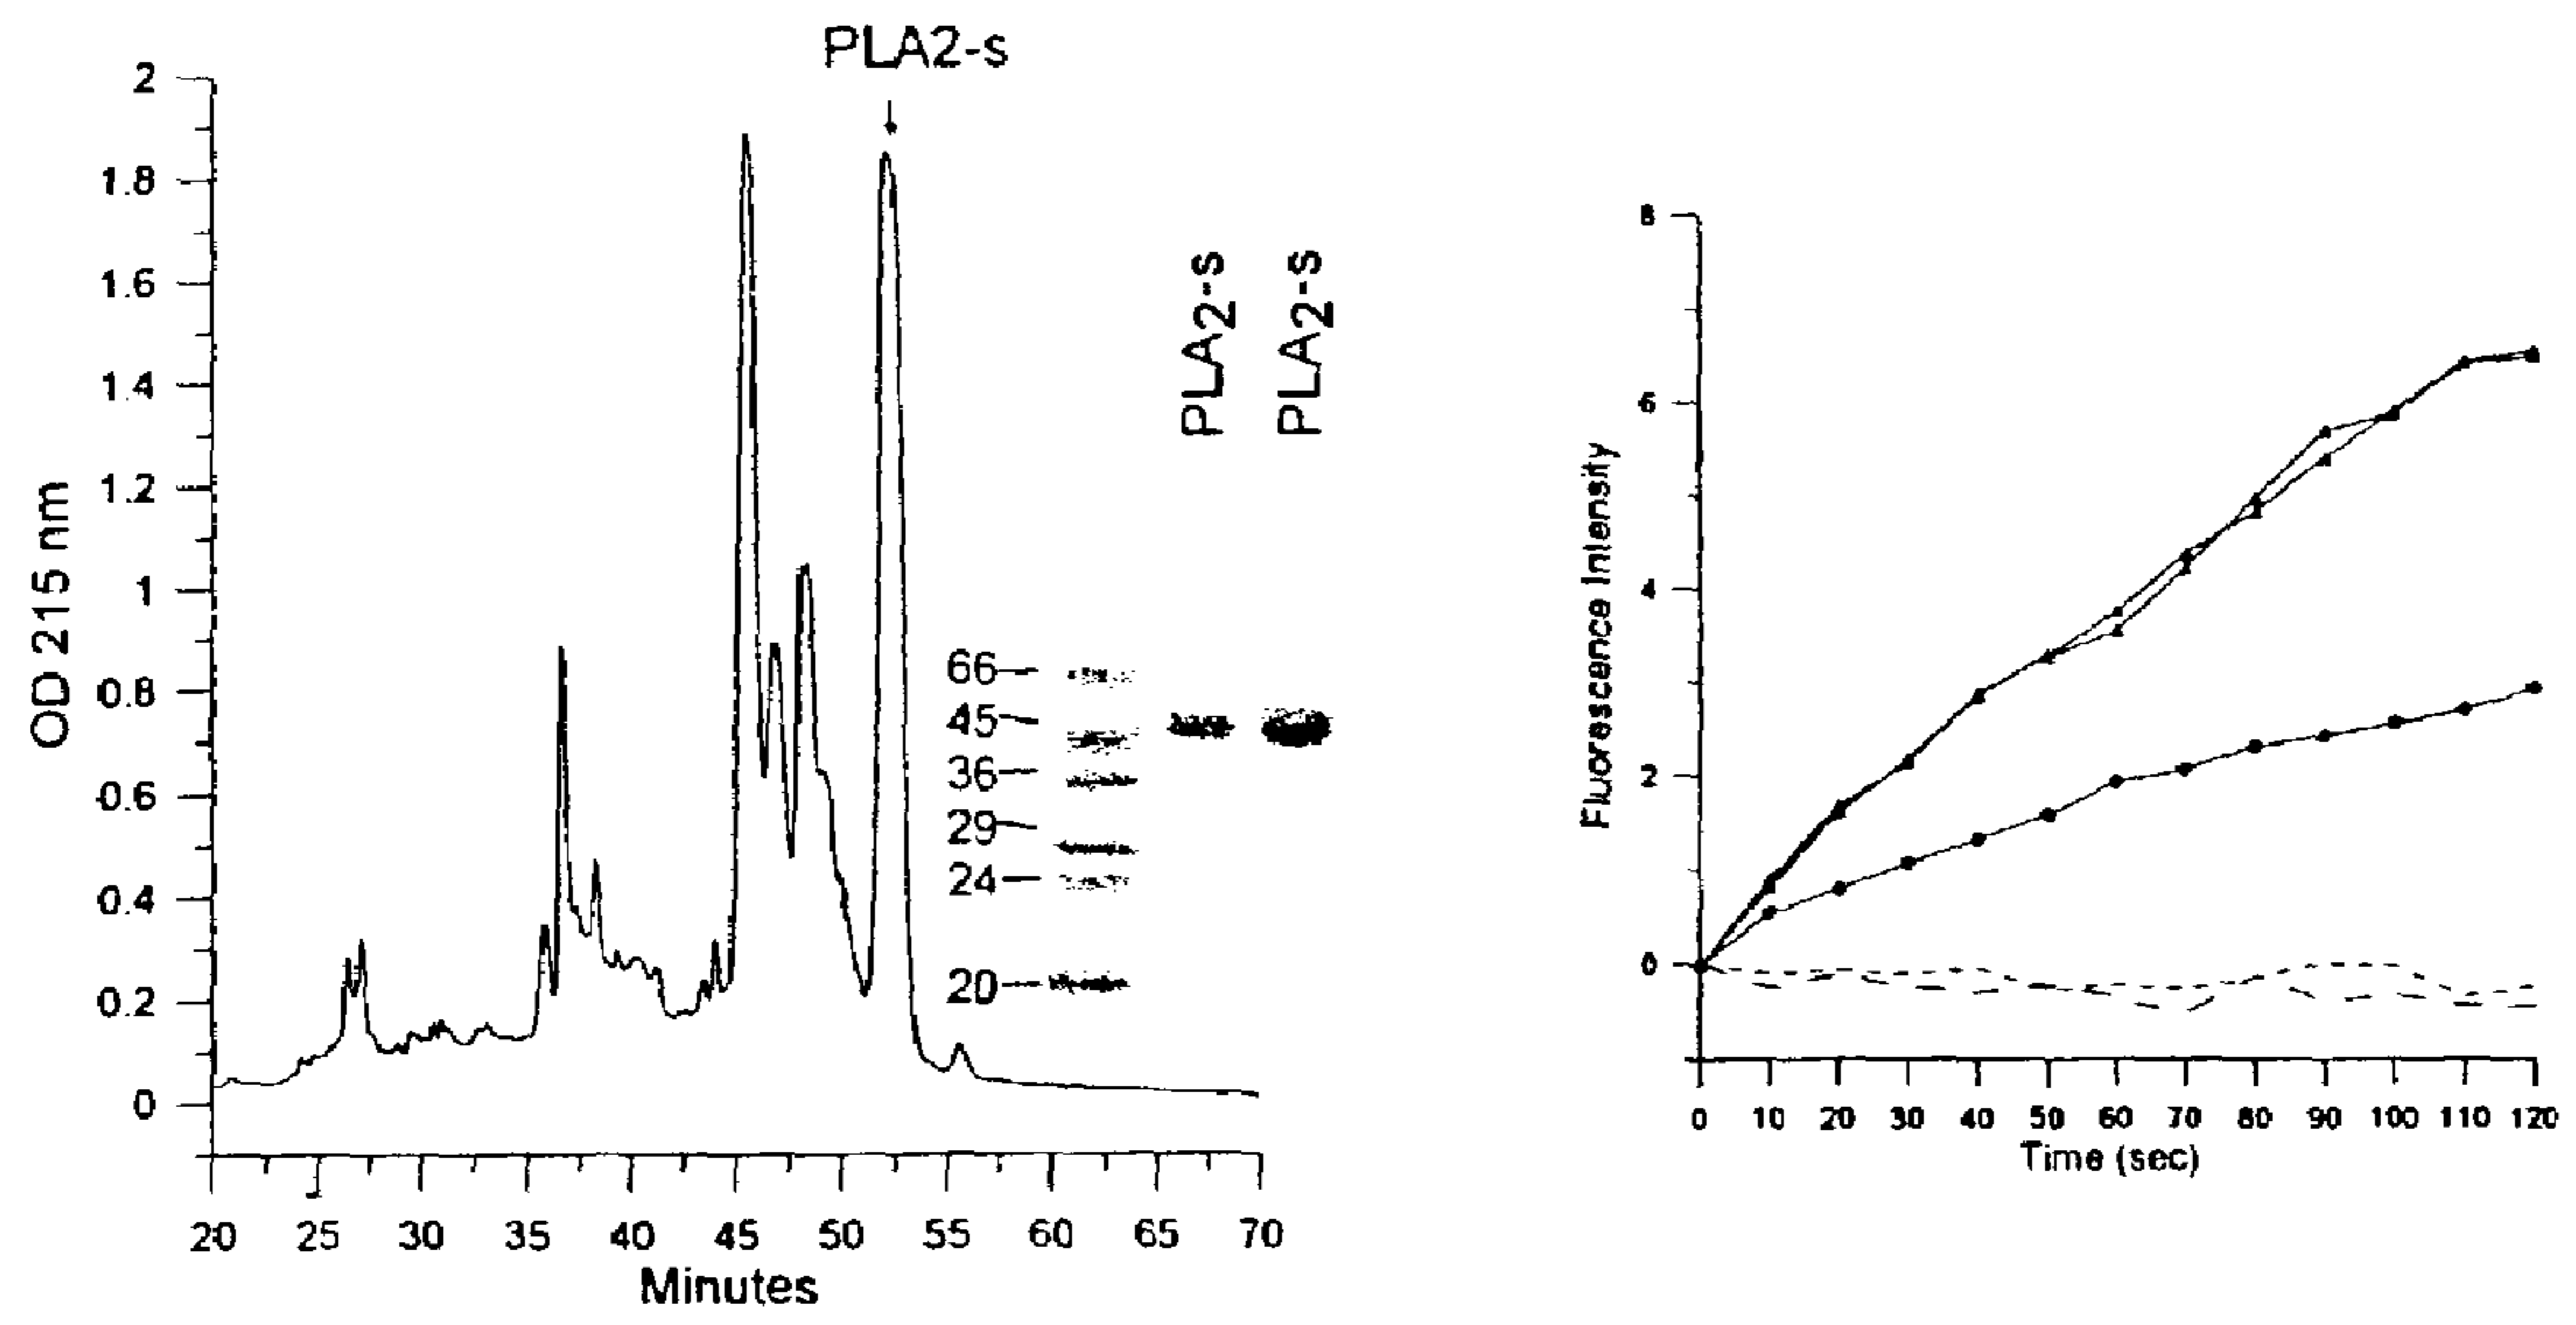 PLA2-s
2
1.8
1.6
1.4
1.2
1
0.8
0.6
0.4
0.2
0
OD 215 nm
20 25 30 35 40 45 50 55 60 65 70
Minutes
PLA2-s
PLA2-s
66
45
36
29
24
20
8
6
4
2
0
Fluorescence Intensity
0 10 20 30 40 50 60 70 80 90 100 110 120
Time (sec)